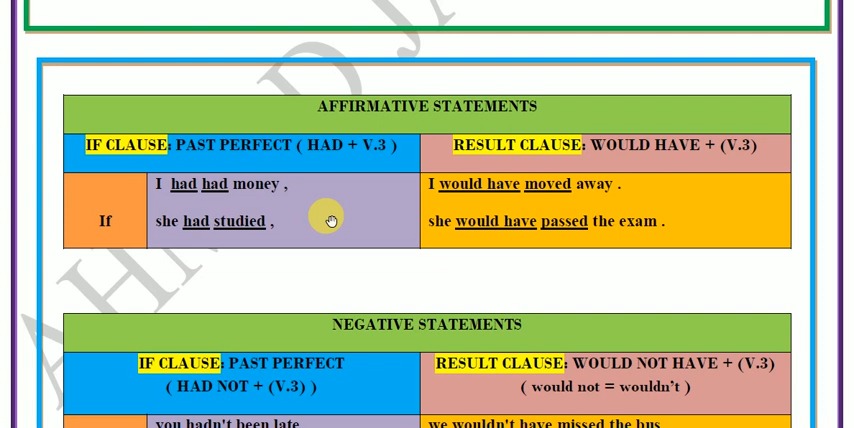 AFFIRMATIVE STATEMENTS
IF CLAUSE: PAST PERFECT ( HAD + V.3 )
RESULT CLAUSE: WOULD HAVE + (V.3)
If
I had had money ,
I would have moved away .
she had studied ,
she would have passed the exam .
NEGATIVE STATEMENTS
IF CLAUSE: PAST PERFECT
( HAD NOT + (V.3) )
RESULT CLAUSE: WOULD NOT HAVE + (V.3)
( would not = wouldn’t )
you hadn't been late
we wouldn't have missed the bus